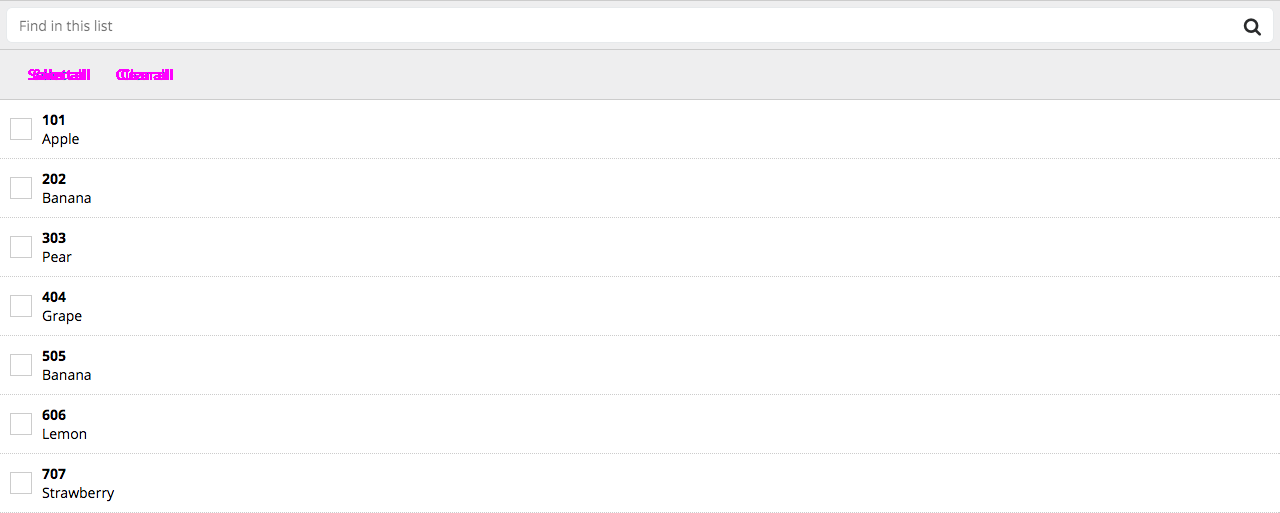 Find in this list
Select all Clear all
101
Apple
202
Banana
303
Pear
404
Grape
505
Banana
606
Lemon
707
Strawberry